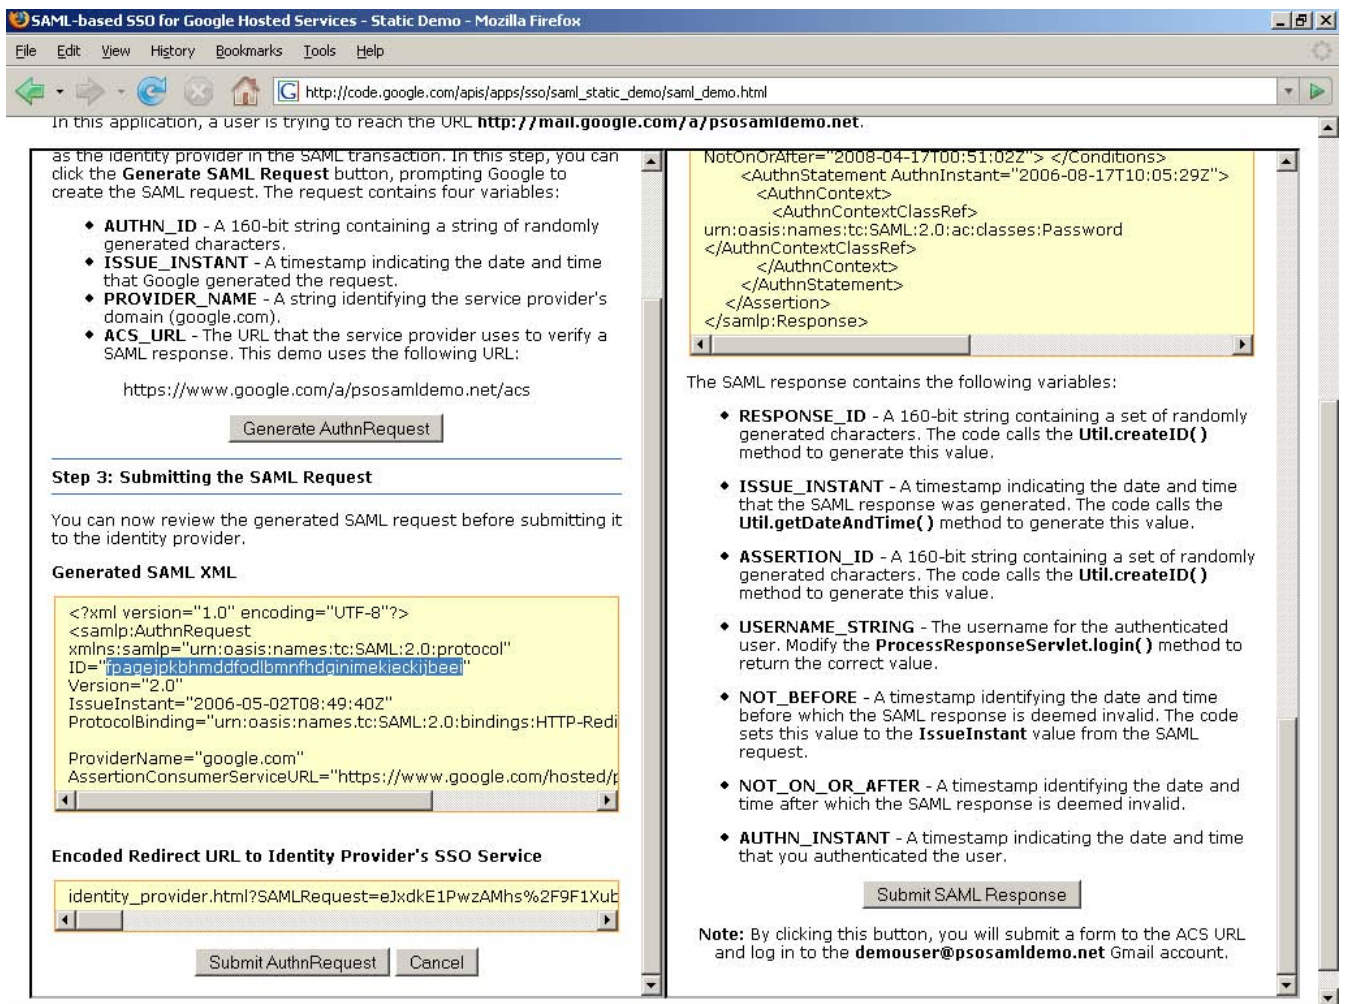 SAML-based SSO for Google Hosted Services - Static Demo - Mozilla Firefox
File Edit View History Bookmarks Tools Help
http://code.google.com/apis/apps/sso/saml_static_demo/saml_demo.html
In this application, a user is trying to reach the URL http://mail.google.com/a/psosamldemo.net.
as the identity provider in the SAML transaction. In this step, you can
click the Generate SAML Request button, prompting Google to
create the SAML request. The request contains four variables:
AUTHN_ID - A 160-bit string containing a string of randomly
generated characters.
ISSUE_INSTANT - A timestamp indicating the date and time
that Google generated the request.
PROVIDER_NAME - A string identifying the service provider's
domain (google.com).
ACS_URL - The URL that the service provider uses to verify a
SAML response. This demo uses the following URL:
https://www.google.com/a/psosamldemo.net/acs
Generate AuthnRequest
Step 3: Submitting the SAML Request
You can now review the generated SAML request before submitting it
to the identity provider.
Generated SAML XML
<?xml version="1.0" encoding="UTF-8"?>
<samlp:AuthnRequest
xmlns:samlp="urn:oasis:names:tc:SAML:2.0:protocol"
ID="fpagejpkbhmddfodlbmnfhdginimekieckijbeei"
Version="2.0"
IssueInstant="2006-05-02T08:49:40Z"
ProtocolBinding="urn:oasis:names.tc:SAML:2.0:bindings:HTTP-Redi
ProviderName="google.com"
AssertionConsumerServiceURL="https://www.google.com/hosted/p
Encoded Redirect URL to Identity Provider's SSO Service
identity_provider.html?SAMLRequest=eJxdkE1PwzAMhs%2F9F1Xub
Submit AuthnRequest Cancel
NotOnOrAfter="2008-04-17T00:51:02Z"> </Conditions>
<AuthnStatement AuthnInstant="2006-08-17T10:05:29Z">
<AuthnContext>
<AuthnContextClassRef>
urn:oasis:names:tc:SAML:2.0:ac:classes:Password
</AuthnContextClassRef>
</AuthnContext>
</AuthnStatement>
</Assertion>
</samlp:Response>
The SAML response contains the following variables:
RESPONSE_ID - A 160-bit string containing a set of randomly
generated characters. The code calls the Util.createID( )
method to generate this value.
ISSUE_INSTANT - A timestamp indicating the date and time
that the SAML response was generated. The code calls the
Util.getDateAndTime( ) method to generate this value.
ASSERTION_ID - A 160-bit string containing a set of randomly
generated characters. The code calls the Util.createID( )
method to generate this value.
USERNAME_STRING - The username for the authenticated
user. Modify the ProcessResponseServlet.login() method to
return the correct value.
NOT_BEFORE - A timestamp identifying the date and time
before which the SAML response is deemed invalid. The code
sets this value to the IssueInstant value from the SAML
request.
NOT_ON_OR_AFTER - A timestamp identifying the date and
time after which the SAML response is deemed invalid.
AUTHN_INSTANT - A timestamp indicating the date and time
that you authenticated the user.
Submit SAML Response
Note: By clicking this button, you will submit a form to the ACS URL
and log in to the demouser@psosamldemo.net Gmail account.